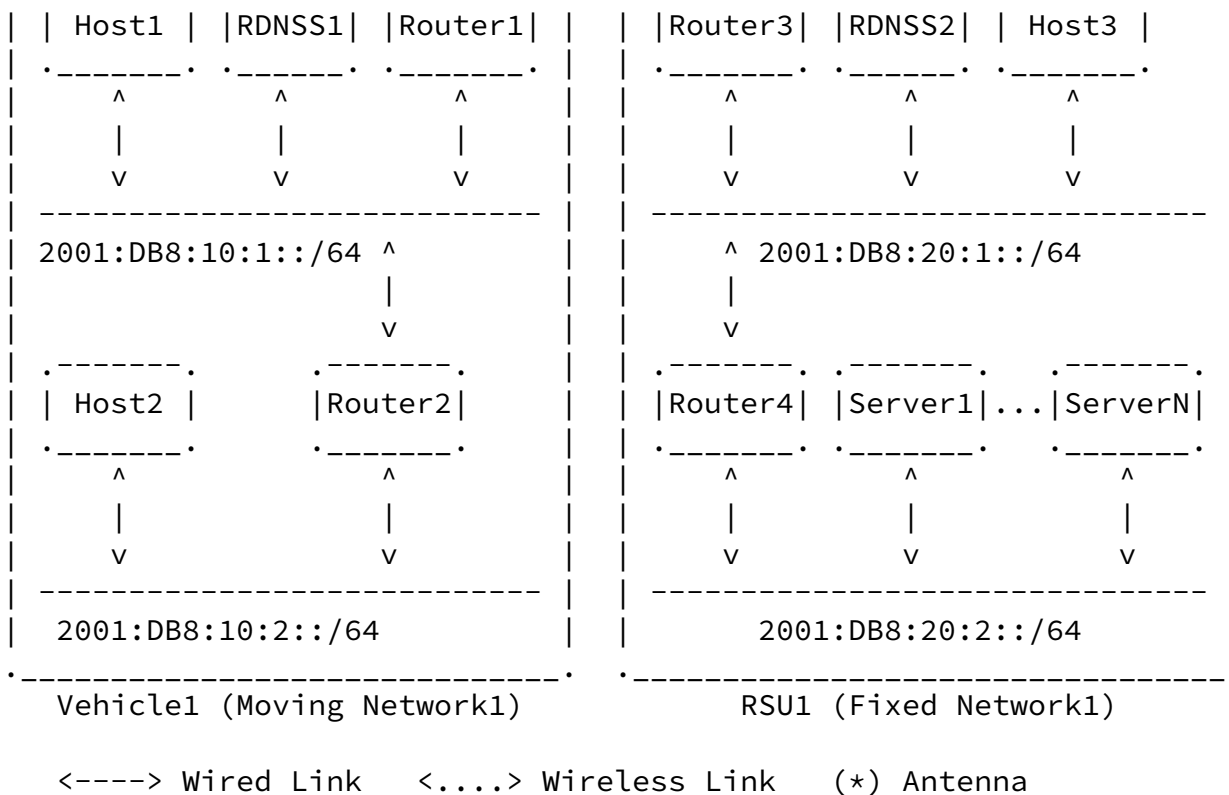 | | Host1 | |RDNSS1| |Router1| | | |Router3| |RDNSS2| | Host3 |
2001:DB8:10:1::/64 ^ 2001:DB8:20:1::/64
| Host2 | |Router2| |Router4| |Server1|...|ServerN|
2001:DB8:10:2::/64 2001:DB8:20:2::/64
Vehicle1 (Moving Network1) RSU1 (Fixed Network1)
<----> Wired Link <....> Wireless Link (*) Antenna